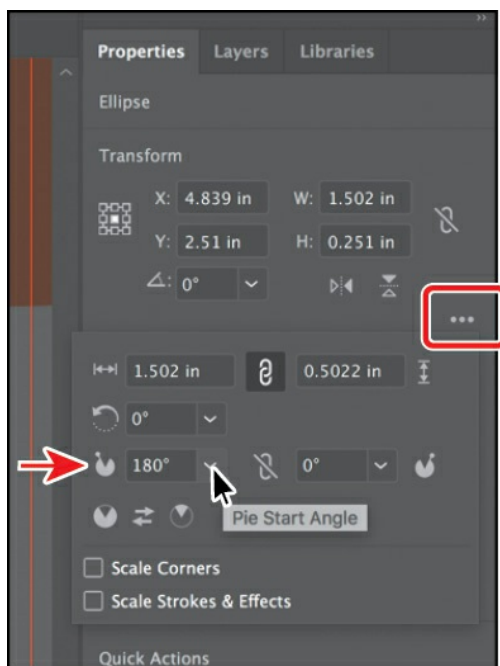 Properties Layers Libraries
Ellipse
Transform
X: 4.839 in W: 1.502 in
Y: 2.51 in H: 0.251 in
0°
1.502 in 0.5022 in
0°
180° 0°
Pie Start Angle
Scale Corners
Scale Strokes & Effects
Quick Actions